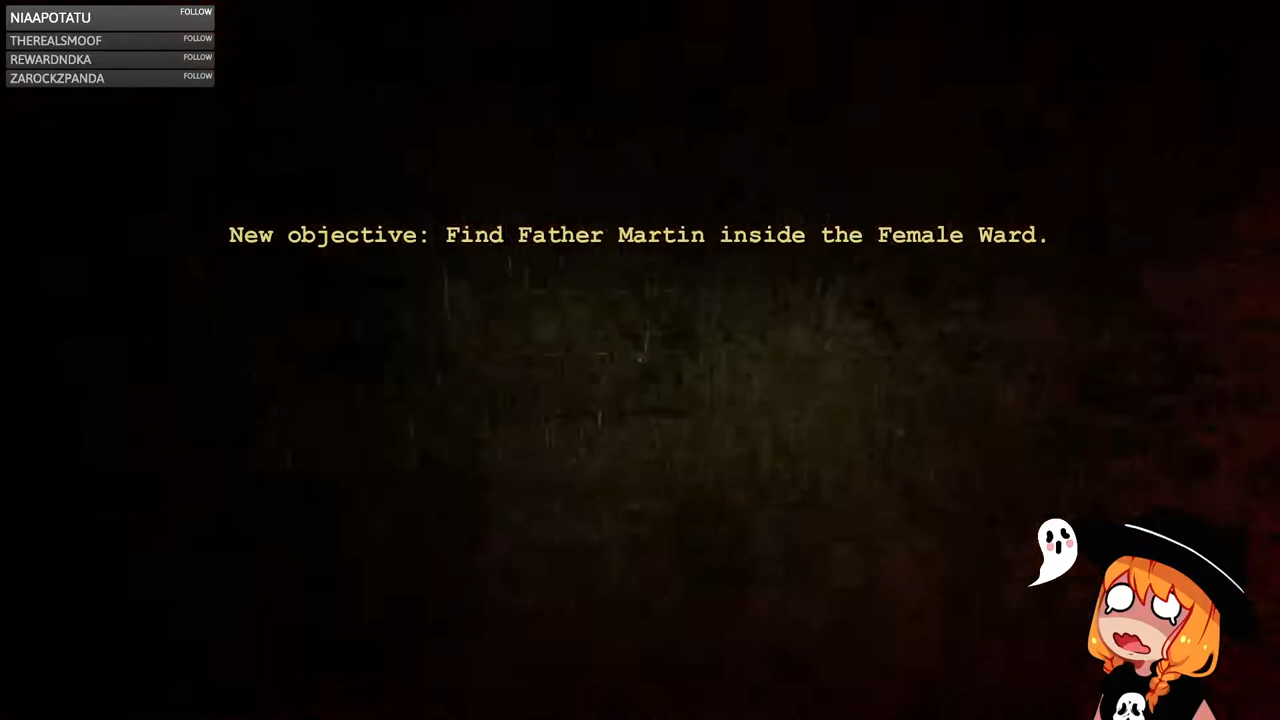 NIAAPOTATU FOLLOW
THEREALSMOOF FOLLOW
REWARDNDKA FOLLOW
ZAROCKZPANDA FOLLOW
New objective: Find Father Martin inside the Female Ward.